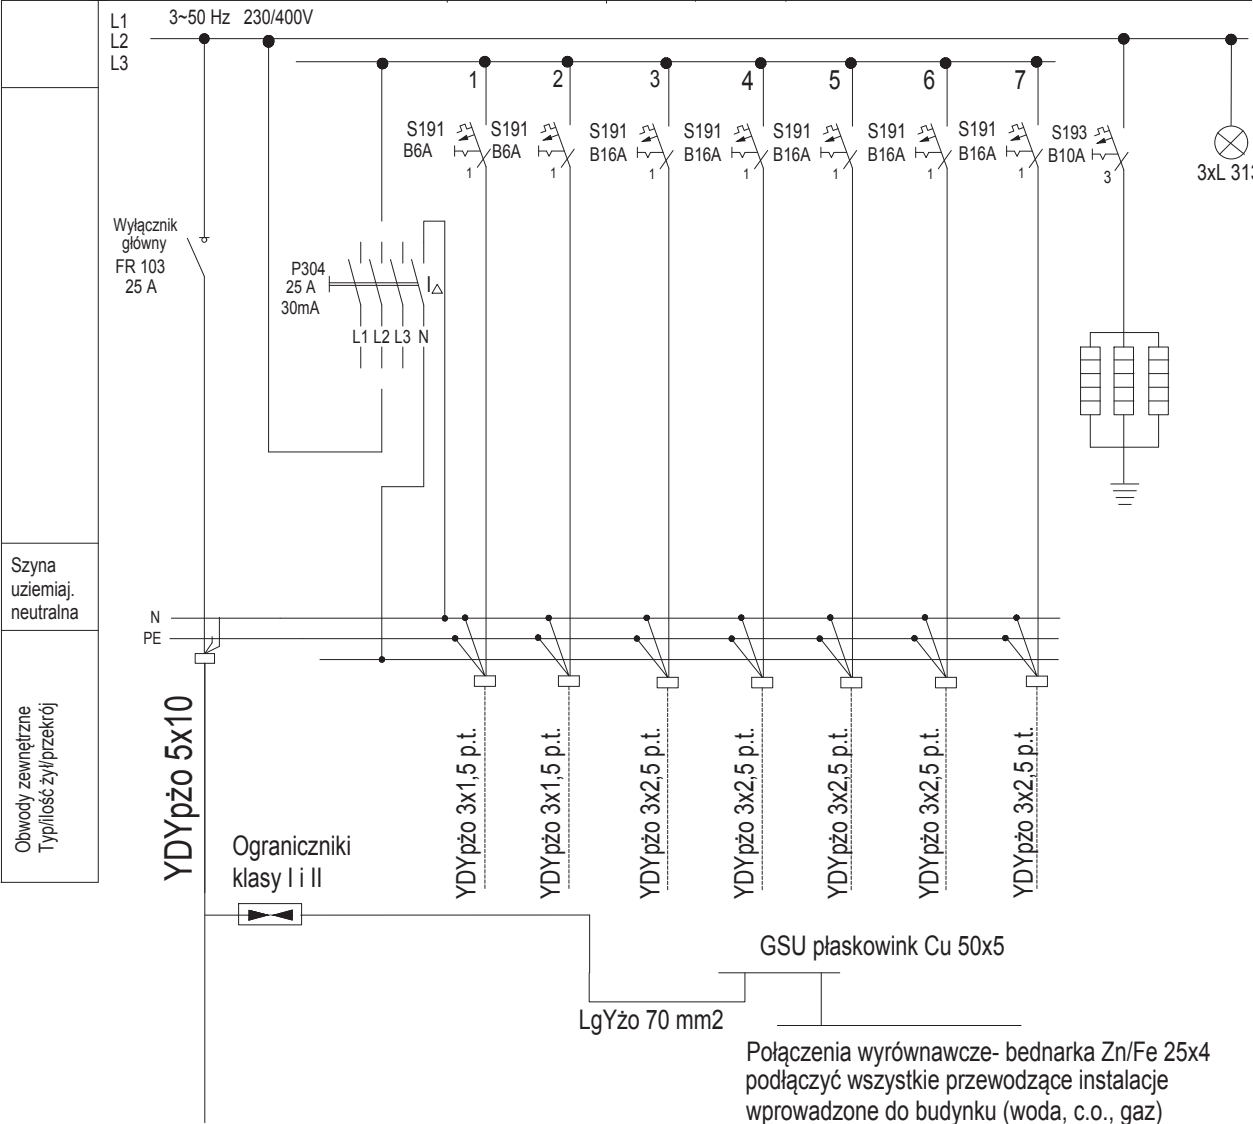 L1
L2
L3
3~50 Hz 230/400V
1
2
3
4
5
6
7
S191
B6A
1
S191
B6A
1
S191
B16A
1
S191
B16A
1
S191
B16A
1
S191
B16A
1
S191
B16A
1
S193
B10A
3
3xL 313
Wyłącznik
główny
FR 103
25 A
P304
25 A
30mA
I△
L1 L2 L3 N
Szyna
uziemiaj.
neutralna
N
PE
Obwody zewnętrzne
Typ/ilość żył/przekrój
YDYpżo 5x10
YDYpżo 3x1,5 p.t.
YDYpżo 3x1,5 p.t.
YDYpżo 3x2,5 p.t.
YDYpżo 3x2,5 p.t.
YDYpżo 3x2,5 p.t.
YDYpżo 3x2,5 p.t.
YDYpżo 3x2,5 p.t.
Ograniczniki
klasy I i II
GSU płaskowink Cu 50x5
LgYżo 70 mm2
Połączenia wyrównawcze- bednarka Zn/Fe 25x4
podłączyć wszystkie przewodzące instalacje
wprowadzone do budynku (woda, c.o., gaz)